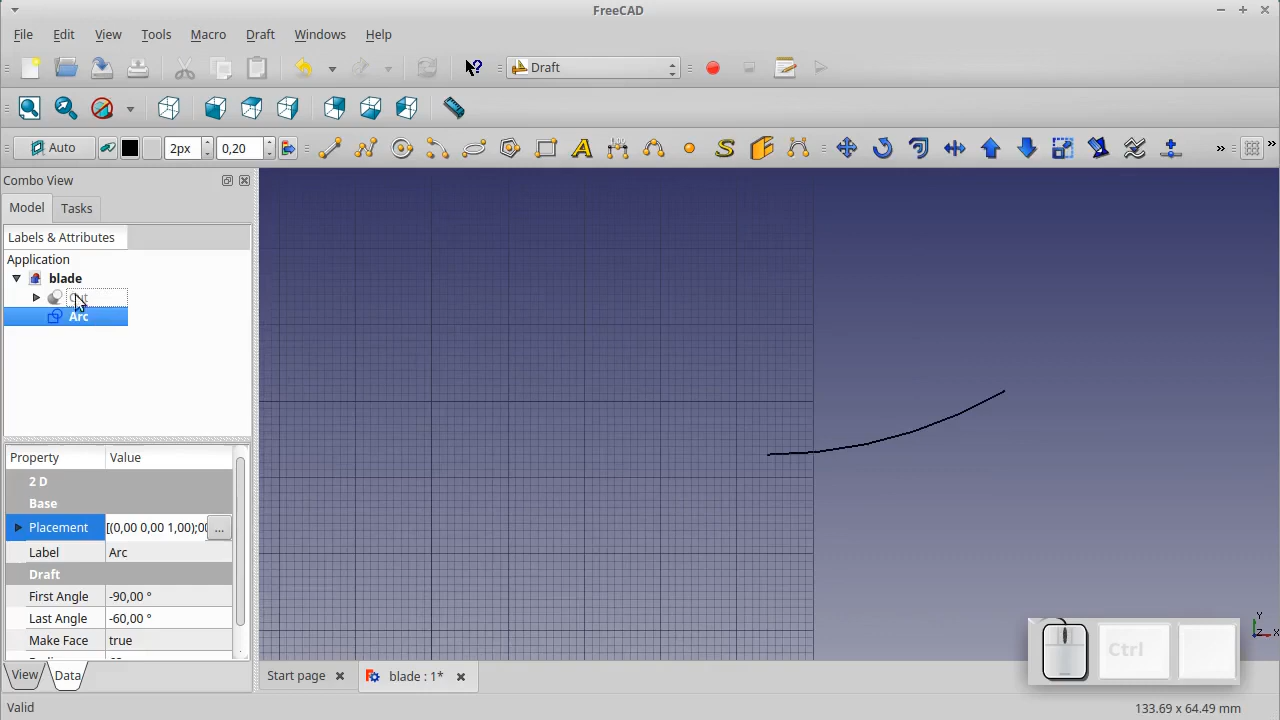 FreeCAD
File Edit View Tools Macro Draft Windows Help
Draft
Auto 2px 0,20 A S » »
Combo View
Model Tasks
Labels & Attributes
Application
blade
Arc
Property Value
2 D
Base
Placement [(0,00 0,00 1,00);0 ...
Label Arc
Draft
First Angle -90,00 °
Last Angle -60,00 °
Make Face true
View Data
Start page blade : 1*
Ctrl
Y
Z X
Valid 133.69 x 64.49 mm